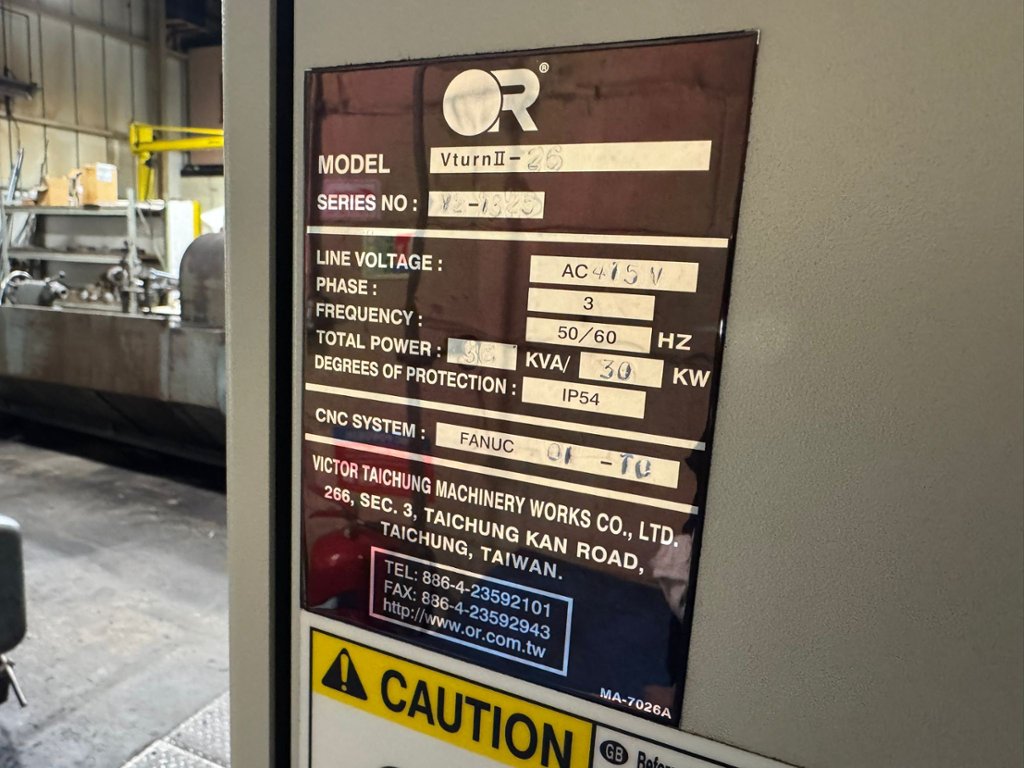 OR®
MODEL VturnII-26
SERIES NO :
LINE VOLTAGE : AC 415 V
PHASE : 3
FREQUENCY : 50/60 HZ
TOTAL POWER : KVA/ 30 KW
DEGREES OF PROTECTION : IP54
CNC SYSTEM : FANUC -TC
VICTOR TAICHUNG MACHINERY WORKS CO., LTD.
266, SEC. 3, TAICHUNG KAN ROAD,
TAICHUNG, TAIWAN.
TEL: 886-4-23592101
FAX: 886-4-23592943
http://www.or.com.tw
MA-7026A
CAUTION
GB